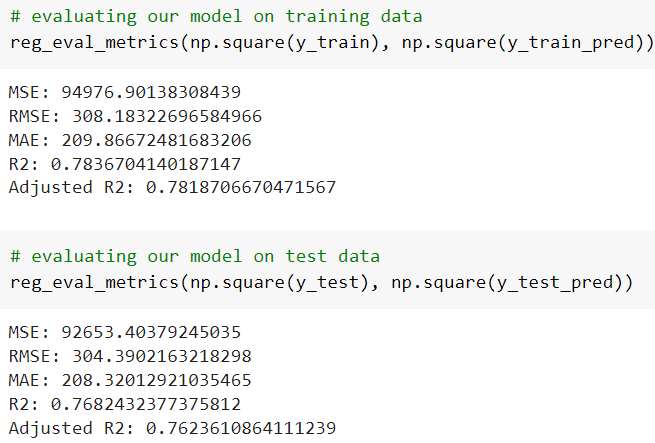 # evaluating our model on training data
reg_eval_metrics(np.square(y_train), np.square(y_train_pred))
MSE: 94976.90138308439
RMSE: 308.18322696584966
MAE: 209.86672481683206
R2: 0.7836704140187147
Adjusted R2: 0.7818706670471567
# evaluating our model on test data
reg_eval_metrics(np.square(y_test), np.square(y_test_pred))
MSE: 92653.40379245035
RMSE: 304.3902163218298
MAE: 208.32012921035465
R2: 0.7682432377375812
Adjusted R2: 0.7623610864111239